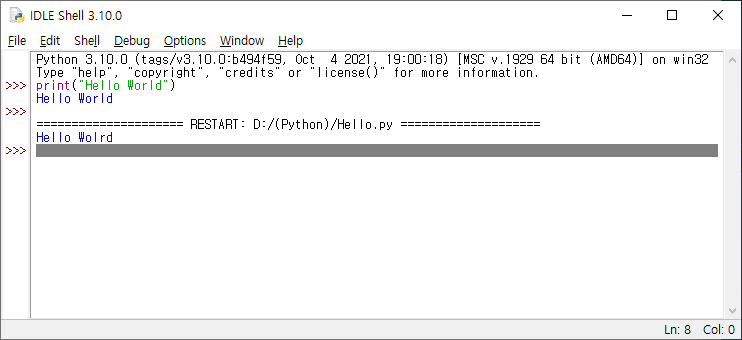 IDLE Shell 3.10.0
File Edit Shell Debug Options Window Help
Python 3.10.0 (tags/v3.10.0:b494f59, Oct  4 2021, 19:00:18) [MSC v.1929 64 bit (AMD64)] on win32
Type "help", "copyright", "credits" or "license()" for more information.
>>> print("Hello World")
Hello World
>>>
===================== RESTART: D:/(Python)/Hello.py ====================
Hello Wolrd
>>>
Ln: 8 Col: 0